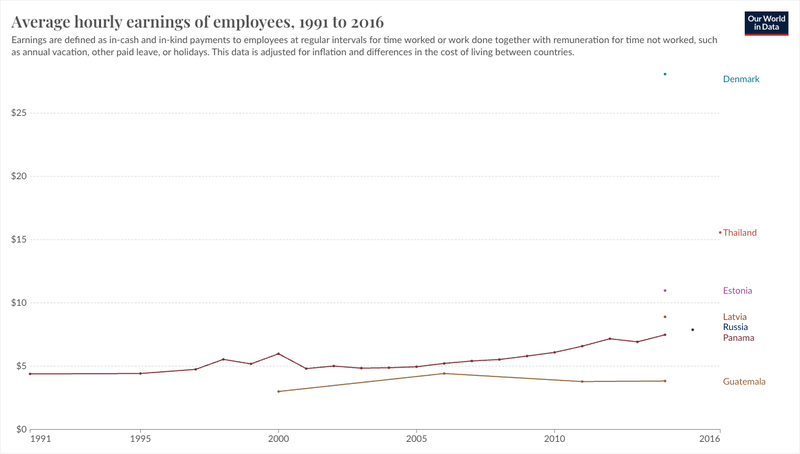 Average hourly earnings of employees, 1991 to 2016
Our World
in Data
Earnings are defined as in-cash and in-kind payments to employees at regular intervals for time worked or work done together with remuneration for time not worked, such
as annual vacation, other paid leave, or holidays. This data is adjusted for inflation and differences in the cost of living between countries.
Denmark
$25
$20
$15
Thailand
Estonia
$10
Latvia
Russia
Panama
$5
Guatemala
$0
1991
1995
2000
2005
2010
2016